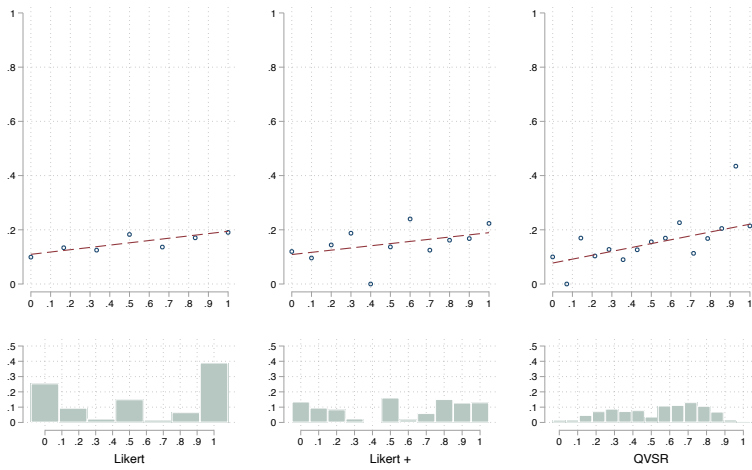 1 1 1
.8 .8 .8
.6 .6 .6
.4 .4 .4
.2 .2 .2
0 0 0
0 .1 .2 .3 .4 .5 .6 .7 .8 .9 1 0 .1 .2 .3 .4 .5 .6 .7 .8 .9 1 0 .1 .2 .3 .4 .5 .6 .7 .8 .9 1
.5 .5 .5
.4 .4 .4
.3 .3 .3
.2 .2 .2
.1 .1 .1
0 0 0
0 .1 .2 .3 .4 .5 .6 .7 .8 .9 1 0 .1 .2 .3 .4 .5 .6 .7 .8 .9 1 0 .1 .2 .3 .4 .5 .6 .7 .8 .9 1
Likert Likert + QVSR